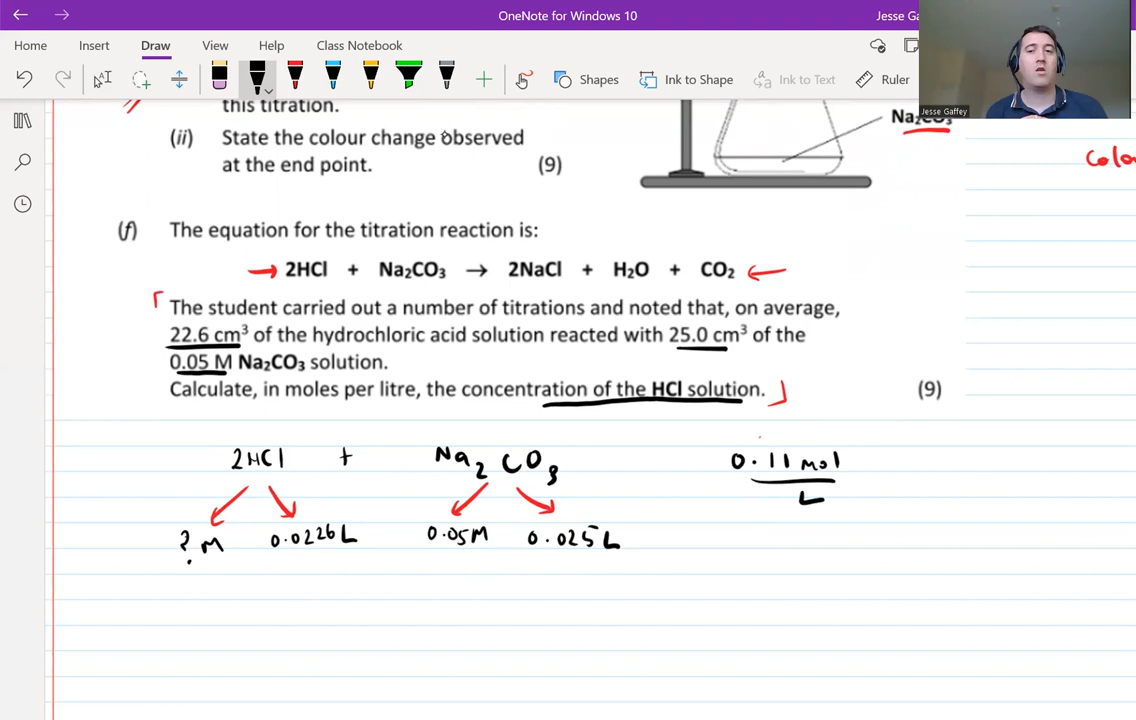 OneNote for Windows 10
Jesse Ga
Home Insert Draw View Help Class Notebook
Shapes Ink to Shape Ink to Text Ruler
Jesse Gaffey
this titration.
Na₂CO₃
(ii) State the colour change observed
at the end point. (9)
Colo
(f) The equation for the titration reaction is:
→ 2HCl + Na₂CO₃ → 2NaCl + H₂O + CO₂ ←
The student carried out a number of titrations and noted that, on average,
22.6 cm³ of the hydrochloric acid solution reacted with 25.0 cm³ of the
0.05 M Na₂CO₃ solution.
Calculate, in moles per litre, the concentration of the HCl solution. (9)
2HCl + Na₂CO₃ 0.11 mol
L
? M 0.0226L 0.05M 0.025L